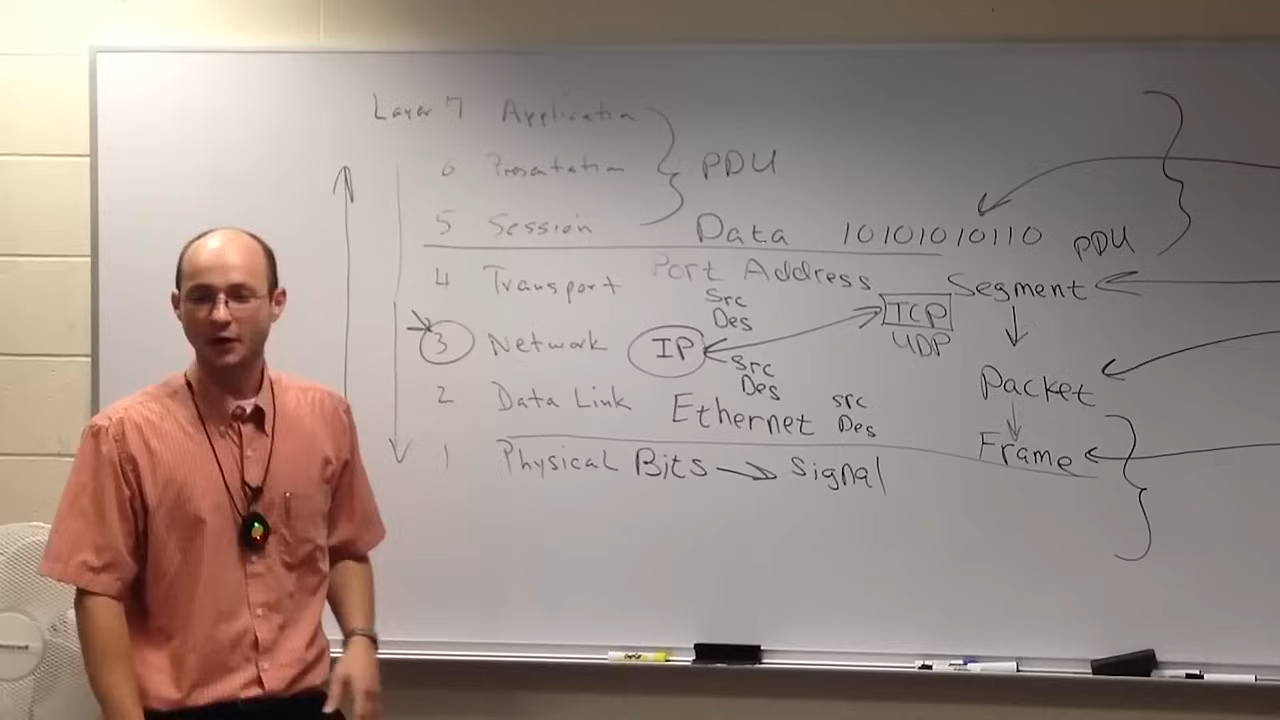 Layer 7 Application
6 Presentation PDU
5 Session Data 10101010110 PDU
4 Transport Port Address Segment
Src
Des
TCP
UDP
3 Network IP
Src
Des
Packet
2 Data Link Ethernet
Src
Des
Frame
1 Physical Bits → Signal